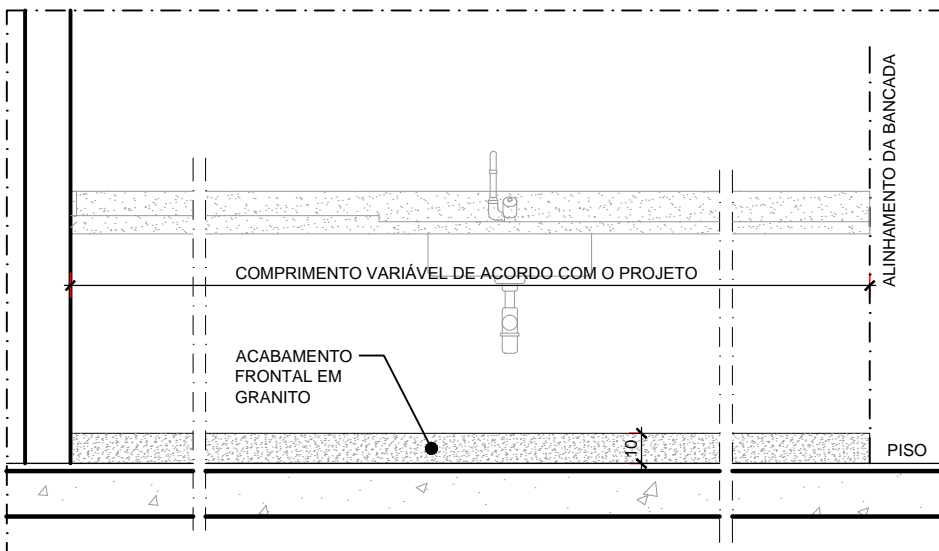 ALINHAMENTO DA BANCADA
COMPRIMENTO VARIÁVEL DE ACORDO COM O PROJETO
ACABAMENTO
FRONTAL EM
GRANITO
10
PISO